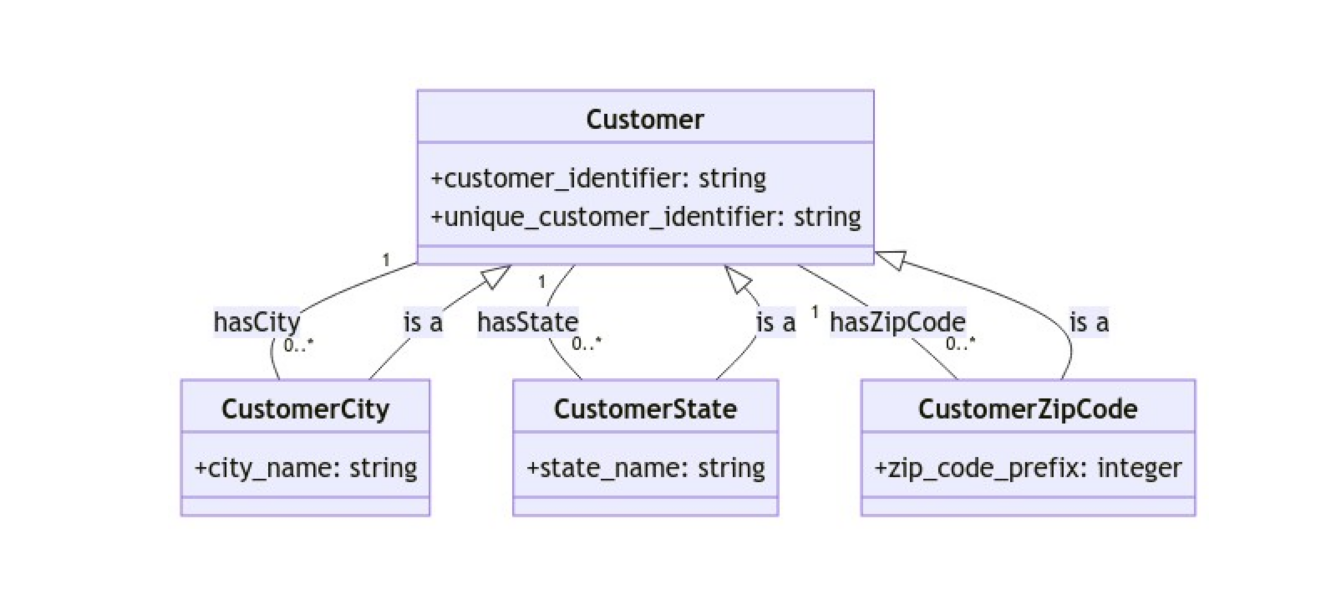 Customer
+customer_identifier: string
+unique_customer_identifier: string
1
1
1
hasCity
is a
hasState
is a
hasZipCode
is a
0..*
0..*
0..*
CustomerCity
+city_name: string
CustomerState
+state_name: string
CustomerZipCode
+zip_code_prefix: integer